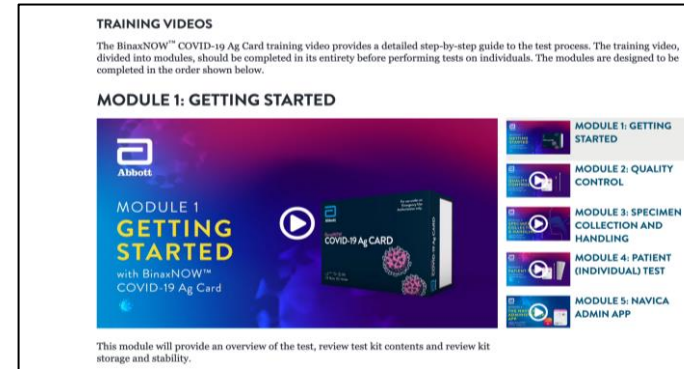 TRAINING VIDEOS
The BinaxNOW™ COVID-19 Ag Card training video provides a detailed step-by-step guide to the test process. The training video,
divided into modules, should be completed in its entirety before performing tests on individuals. The modules are designed to be
completed in the order shown below.
MODULE 1: GETTING STARTED
Abbott
MODULE 1
GETTING
STARTED
with BinaxNOW™
COVID-19 Ag Card
COVID-19 Ag CARD
MODULE 1: GETTING
STARTED
MODULE 2: QUALITY
CONTROL
MODULE 3: SPECIMEN
COLLECTION AND
HANDLING
MODULE 4: PATIENT
(INDIVIDUAL) TEST
MODULE 5: NAVICA
ADMIN APP
This module will provide an overview of the test, review test kit contents and review kit
storage and stability.